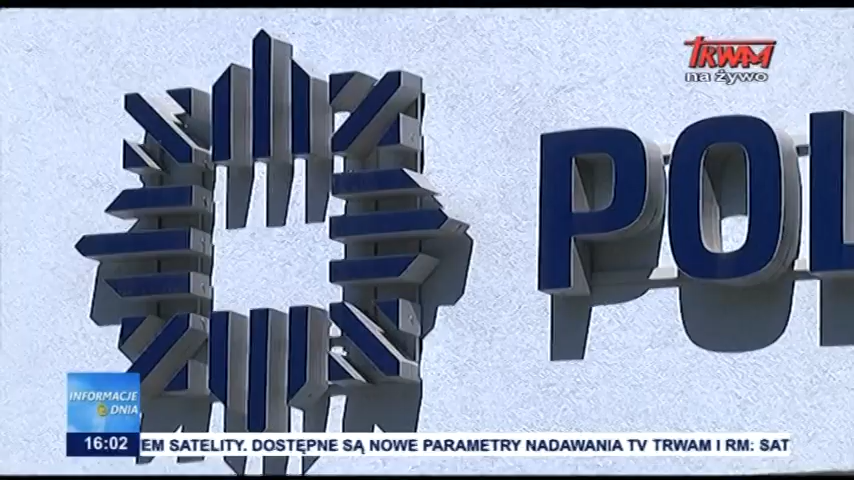 TRWAM
na żywo
POL
INFORMACJE
DNIA
16:02
EM SATELITY. DOSTĘPNE SĄ NOWE PARAMETRY NADAWANIA TV TRWAM I RM: SAT